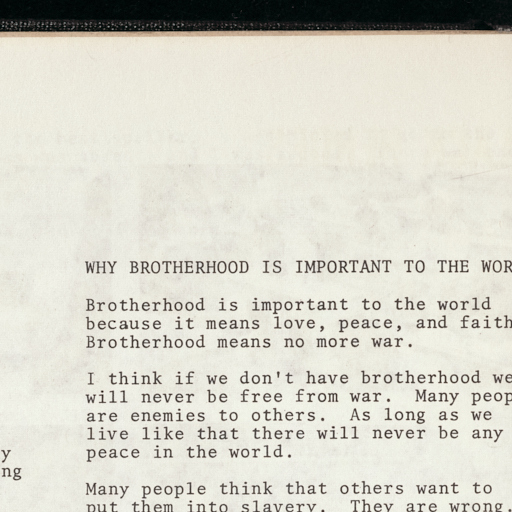 WHY BROTHERHOOD IS IMPORTANT TO THE WOR
Brotherhood is important to the world
because it means love, peace, and faith
Brotherhood means no more war.
I think if we don't have brotherhood we
will never be free from war. Many peop
are enemies to others. As long as we
live like that there will never be any
peace in the world.
Many people think that others want to
put them into slavery. They are wrong.
y
ng